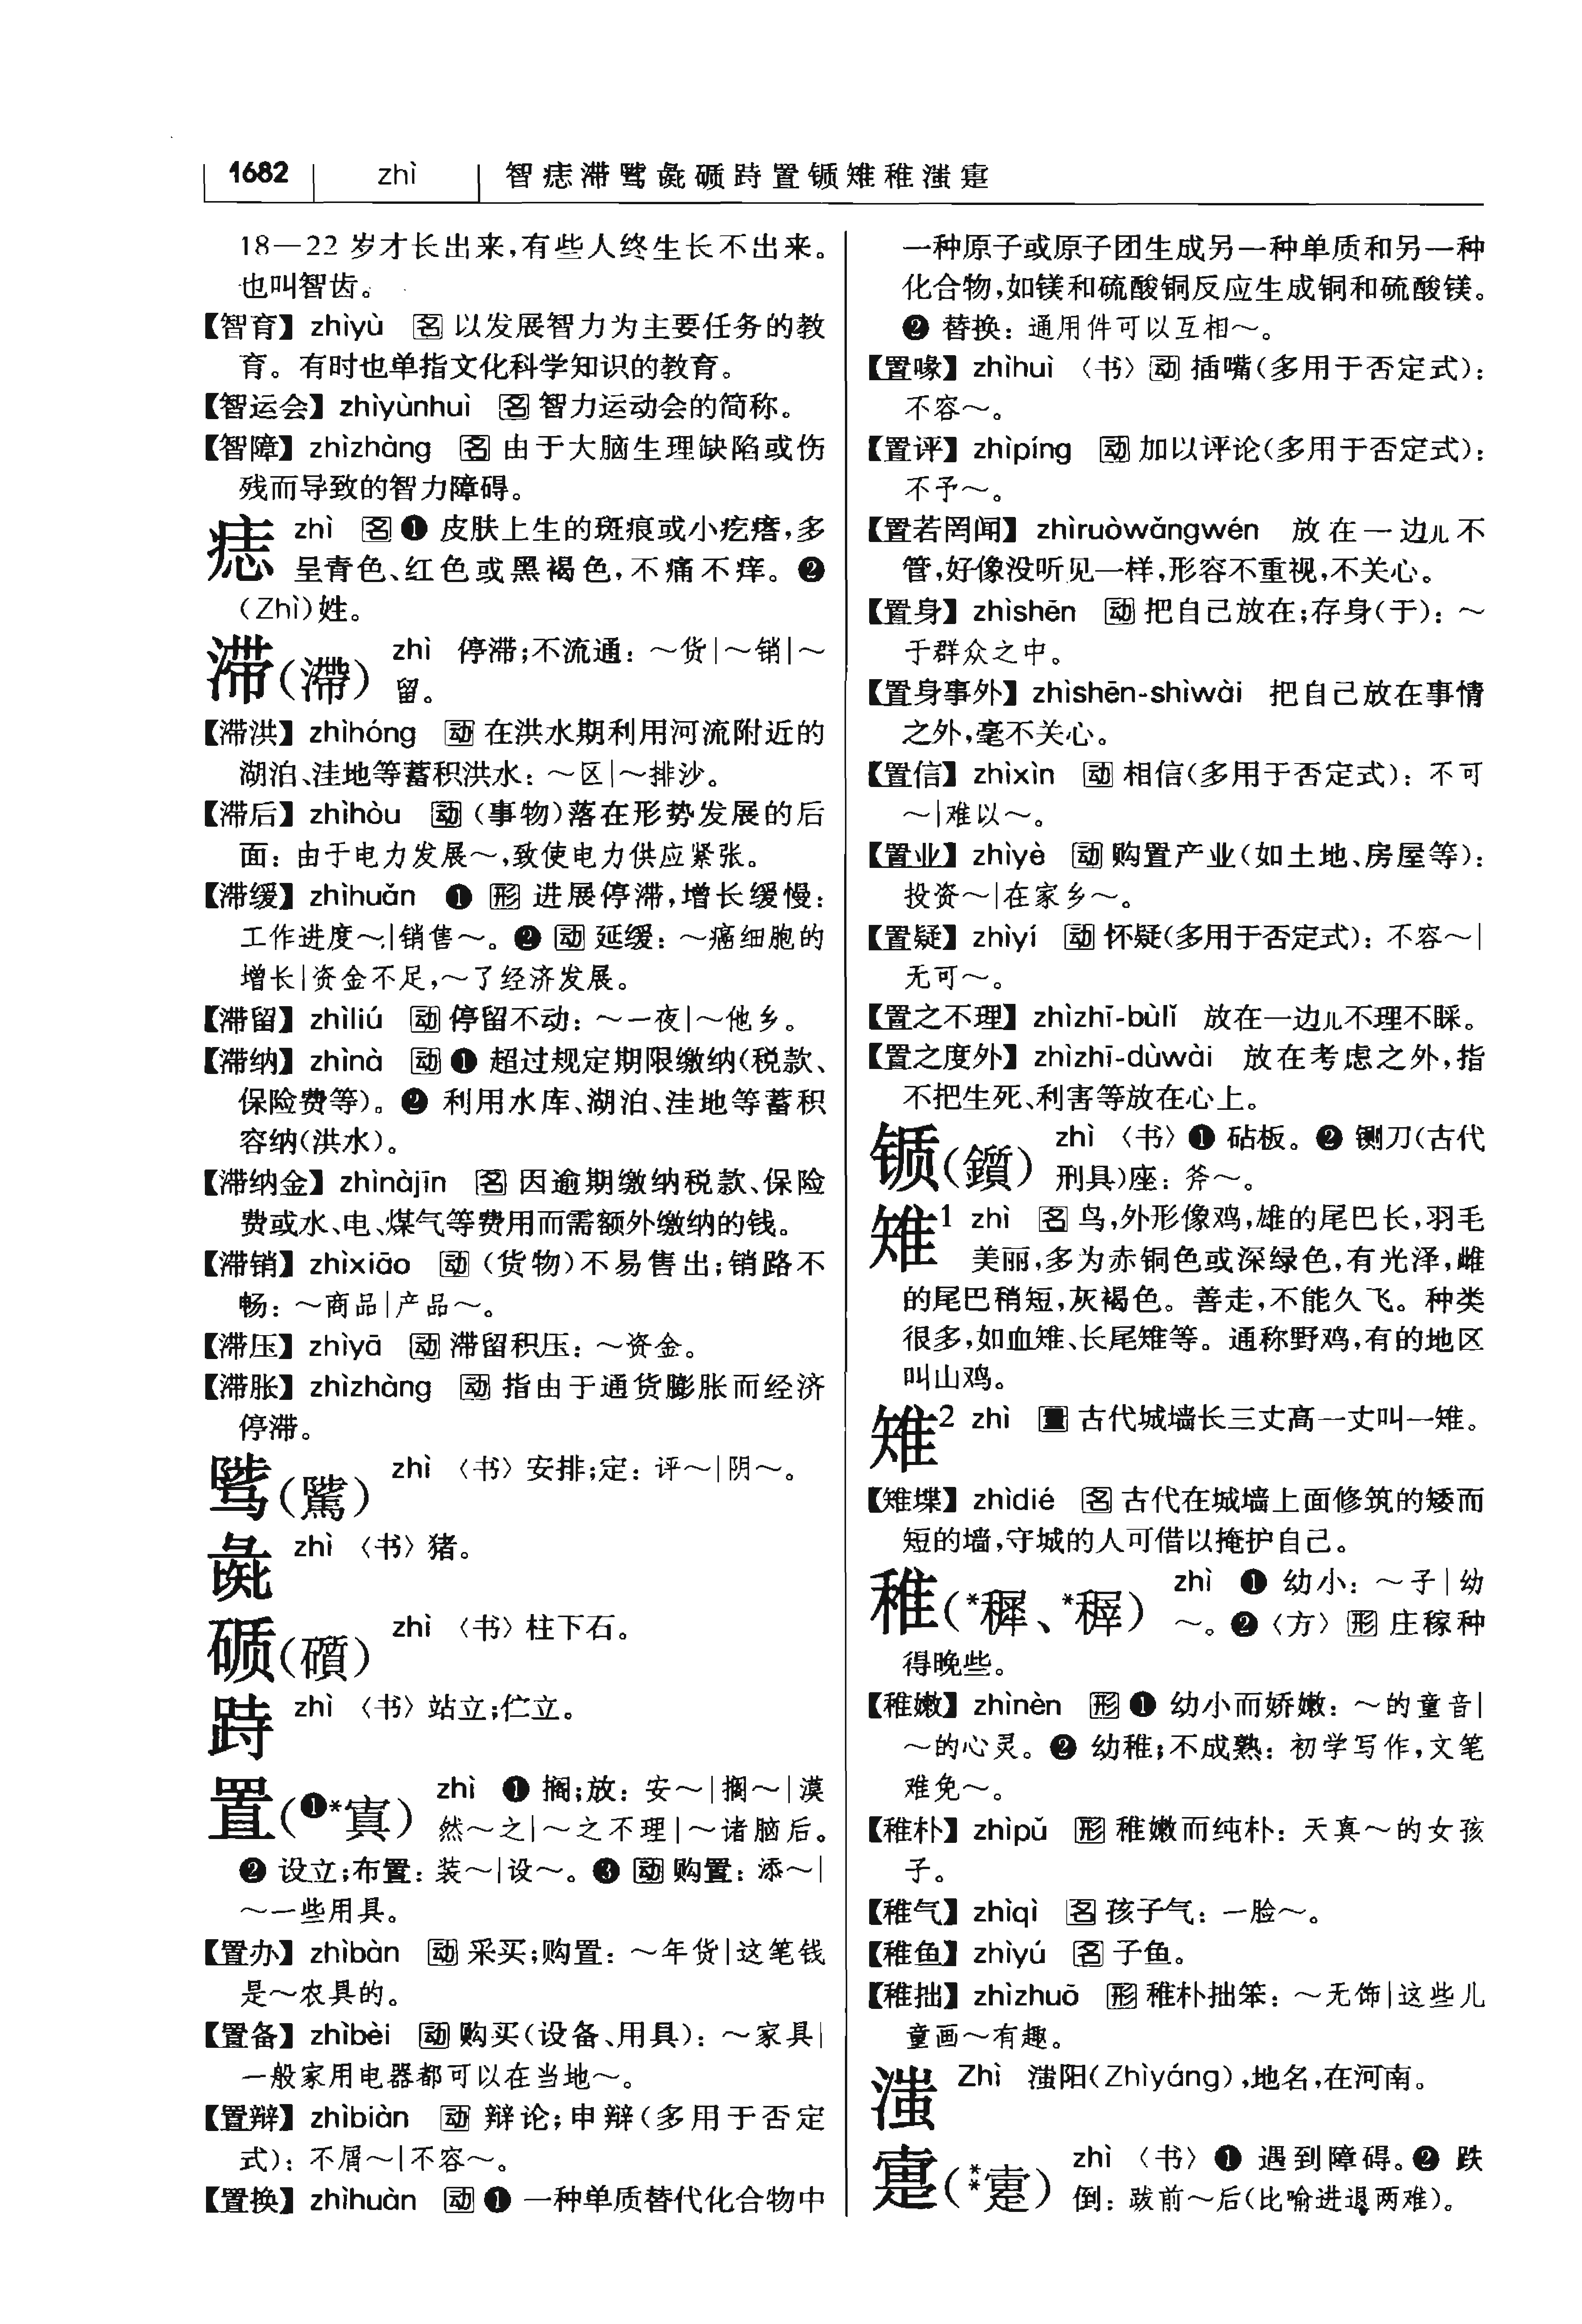 1682 zhì 智痣滞骘彘礩跱置锧雉稚滍疐
18—22 岁才长出来,有些人终生长不出来。
也叫智齿。
【智育】 zhìyù 名 以发展智力为主要任务的教
育。有时也单指文化科学知识的教育。
【智运会】 zhìyùnhuì 名 智力运动会的简称。
【智障】 zhìzhàng 名 由于大脑生理缺陷或伤
残而导致的智力障碍。
痣 zhì 名 ❶ 皮肤上生的斑痕或小疙瘩,多
呈青色、红色或黑褐色,不痛不痒。❷
(Zhì)姓。
滞(滯) zhì 停滞;不流通: ～货|～销|～
留。
【滞洪】 zhìhóng 动 在洪水期利用河流附近的
湖泊、洼地等蓄积洪水: ～区|～排沙。
【滞后】 zhìhòu 动 (事物)落在形势发展的后
面: 由于电力发展～,致使电力供应紧张。
【滞缓】 zhìhuǎn ❶ 形 进展停滞,增长缓慢:
工作进度～|销售～。❷ 动 延缓: ～癌细胞的
增长|资金不足,～了经济发展。
【滞留】 zhìliú 动 停留不动: ～一夜|～他乡。
【滞纳】 zhìnà 动 ❶ 超过规定期限缴纳(税款、
保险费等)。❷ 利用水库、湖泊、洼地等蓄积
容纳(洪水)。
【滞纳金】 zhìnàjīn 名 因逾期缴纳税款、保险
费或水、电、煤气等费用而需额外缴纳的钱。
【滞销】 zhìxiāo 动 (货物)不易售出;销路不
畅: ～商品|产品～。
【滞压】 zhìyā 动 滞留积压: ～资金。
【滞胀】 zhìzhàng 动 指由于通货膨胀而经济
停滞。
骘(騭) zhì 〈书〉安排;定: 评～|阴～。
彘 zhì 〈书〉猪。
礩(礩) zhì 〈书〉柱下石。
跱 zhì 〈书〉站立;伫立。
置(❶*寘) zhì ❶ 搁;放: 安～|搁～|漠
然～之|～之不理|～诸脑后。
❷ 设立;布置: 装～|设～。❸ 动 购置: 添～|
～一些用具。
【置办】 zhìbàn 动 采买;购置: ～年货|这笔钱
是～农具的。
【置备】 zhìbèi 动 购买(设备、用具): ～家具|
一般家用电器都可以在当地～。
【置辩】 zhìbiàn 动 辩论;申辩(多用于否定
式): 不屑～|不容～。
【置换】 zhìhuàn 动 ❶ 一种单质替代化合物中
一种原子或原子团生成另一种单质和另一种
化合物,如镁和硫酸铜反应生成铜和硫酸镁。
❷ 替换: 通用件可以互相～。
【置喙】 zhìhuì 〈书〉动 插嘴(多用于否定式):
不容～。
【置评】 zhìpíng 动 加以评论(多用于否定式):
不予～。
【置若罔闻】 zhìruòwǎngwén 放在一边儿不
管,好像没听见一样,形容不重视,不关心。
【置身】 zhìshēn 动 把自己放在;存身(于): ～
于群众之中。
【置身事外】 zhìshēn-shìwài 把自己放在事情
之外,毫不关心。
【置信】 zhìxìn 动 相信(多用于否定式): 不可
～|难以～。
【置业】 zhìyè 动 购置产业(如土地、房屋等):
投资～|在家乡～。
【置疑】 zhìyí 动 怀疑(多用于否定式): 不容～|
无可～。
【置之不理】 zhìzhī-bùlǐ 放在一边儿不理不睬。
【置之度外】 zhìzhī-dùwài 放在考虑之外,指
不把生死、利害等放在心上。
锧(鑕) zhì 〈书〉❶ 砧板。❷ 铡刀(古代
刑具)座: 斧～。
雉1 zhì 名 鸟,外形像鸡,雄的尾巴长,羽毛
美丽,多为赤铜色或深绿色,有光泽,雌
的尾巴稍短,灰褐色。善走,不能久飞。种类
很多,如血雉、长尾雉等。通称野鸡,有的地区
叫山鸡。
雉2 zhì 量 古代城墙长三丈高一丈叫一雉。
【雉堞】 zhìdié 名 古代在城墙上面修筑的矮而
短的墙,守城的人可借以掩护自己。
稚(*穉、*稺) zhì ❶ 幼小: ～子|幼
～。❷〈方〉形 庄稼种
得晚些。
【稚嫩】 zhìnèn 形 ❶ 幼小而娇嫩: ～的童音|
～的心灵。❷ 幼稚;不成熟: 初学写作,文笔
难免～。
【稚朴】 zhìpǔ 形 稚嫩而纯朴: 天真～的女孩
子。
【稚气】 zhìqì 名 孩子气: 一脸～。
【稚鱼】 zhìyú 名 子鱼。
【稚拙】 zhìzhuō 形 稚朴拙笨: ～无饰|这些儿
童画～有趣。
滍 Zhì 滍阳(Zhìyáng),地名,在河南。
疐(**疐) zhì 〈书〉❶ 遇到障碍。❷ 跌
倒: 跋前～后(比喻进退两难)。